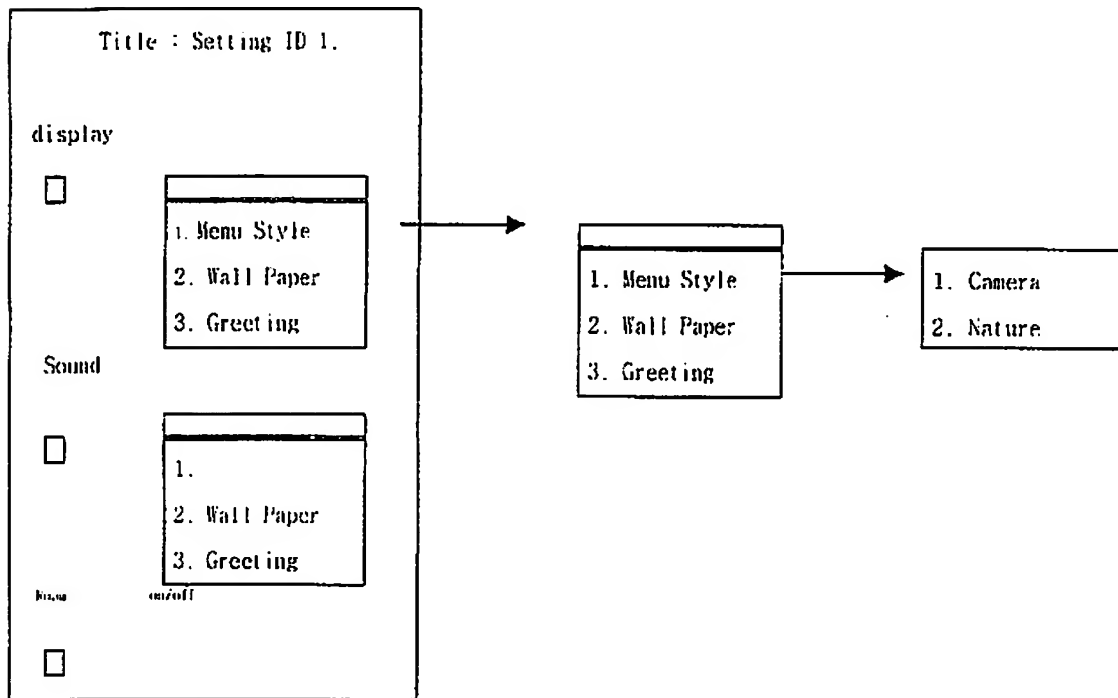 Title : Setting ID 1.
display
1. Menu Style
2. Wall Paper
3. Greeting
Sound
1.
2. Wall Paper
3. Greeting
on/off
1. Menu Style
2. Wall Paper
3. Greeting
1. Camera
2. Nature